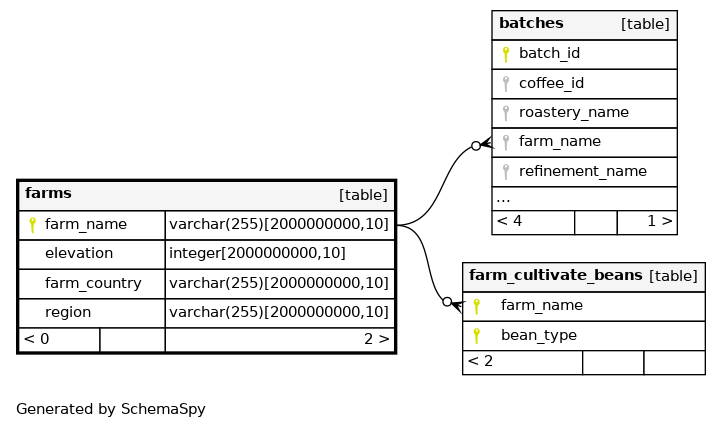 batches [table]
batch_id
coffee_id
roastery_name
farm_name
refinement_name
...
< 4 1 >
farms [table]
farm_name varchar(255)[2000000000,10]
elevation integer[2000000000,10]
farm_country varchar(255)[2000000000,10]
region varchar(255)[2000000000,10]
< 0 2 >
farm_cultivate_beans [table]
farm_name
bean_type
< 2
Generated by SchemaSpy